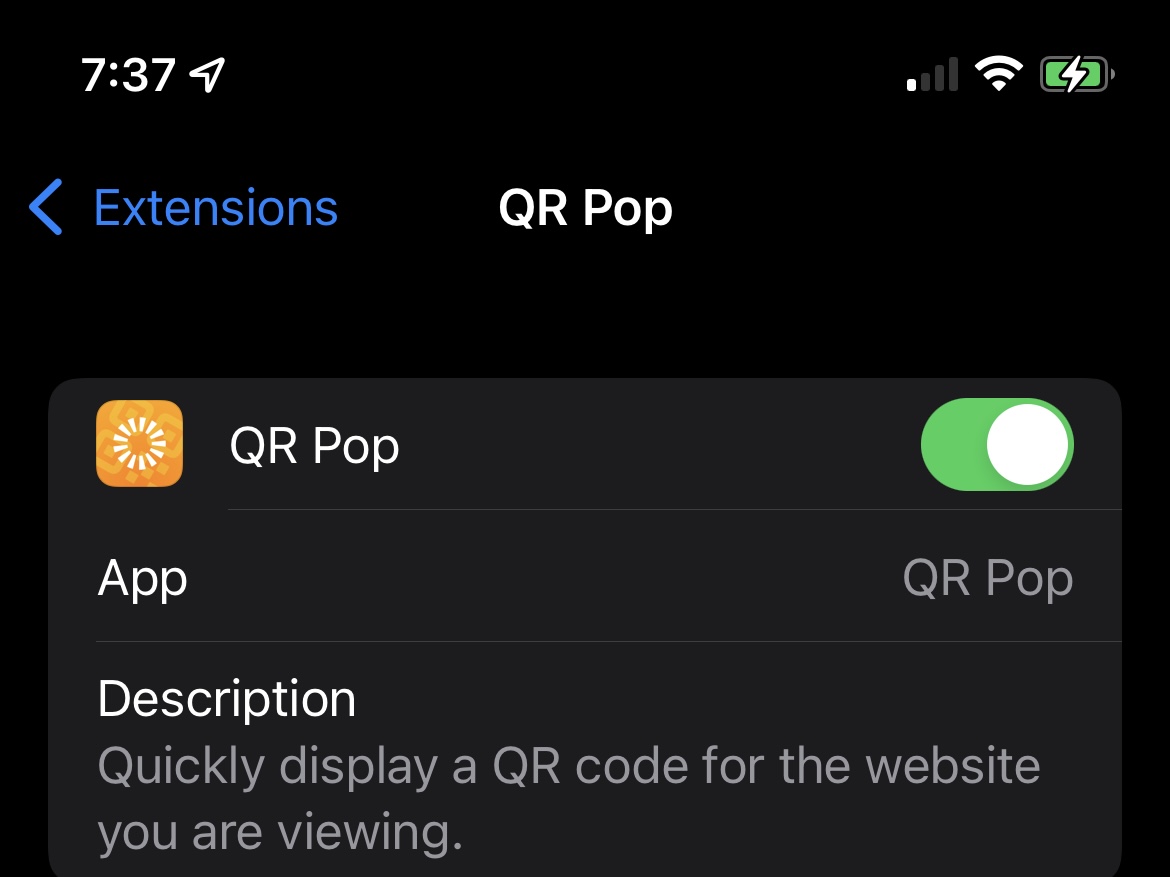 7:37
Extensions
QR Pop
QR Pop
App
QR Pop
Description
Quickly display a QR code for the website
you are viewing.